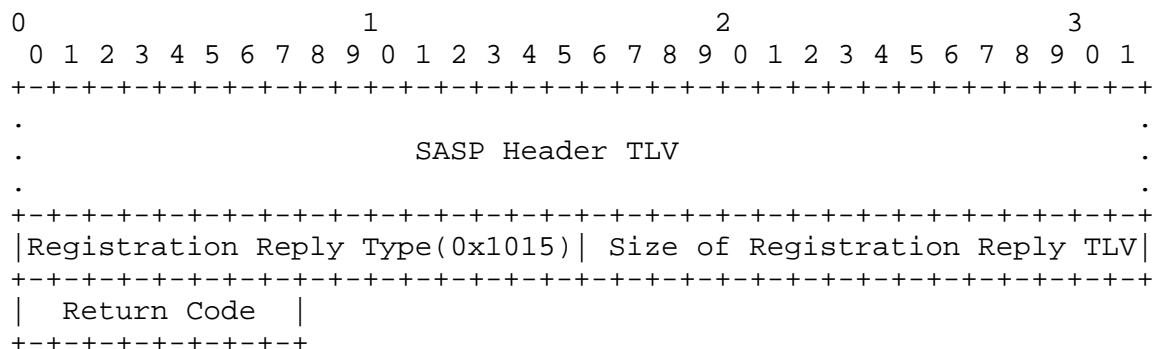 0                   1                   2                   3
 0 1 2 3 4 5 6 7 8 9 0 1 2 3 4 5 6 7 8 9 0 1 2 3 4 5 6 7 8 9 0 1
+-+-+-+-+-+-+-+-+-+-+-+-+-+-+-+-+-+-+-+-+-+-+-+-+-+-+-+-+-+-+-+-+
.                                                               .
.                      SASP Header TLV                          .
.                                                               .
+-+-+-+-+-+-+-+-+-+-+-+-+-+-+-+-+-+-+-+-+-+-+-+-+-+-+-+-+-+-+-+-+
|Registration Reply Type(0x1015)| Size of Registration Reply TLV|
+-+-+-+-+-+-+-+-+-+-+-+-+-+-+-+-+-+-+-+-+-+-+-+-+-+-+-+-+-+-+-+-+
|  Return Code  |
+-+-+-+-+-+-+-+-+